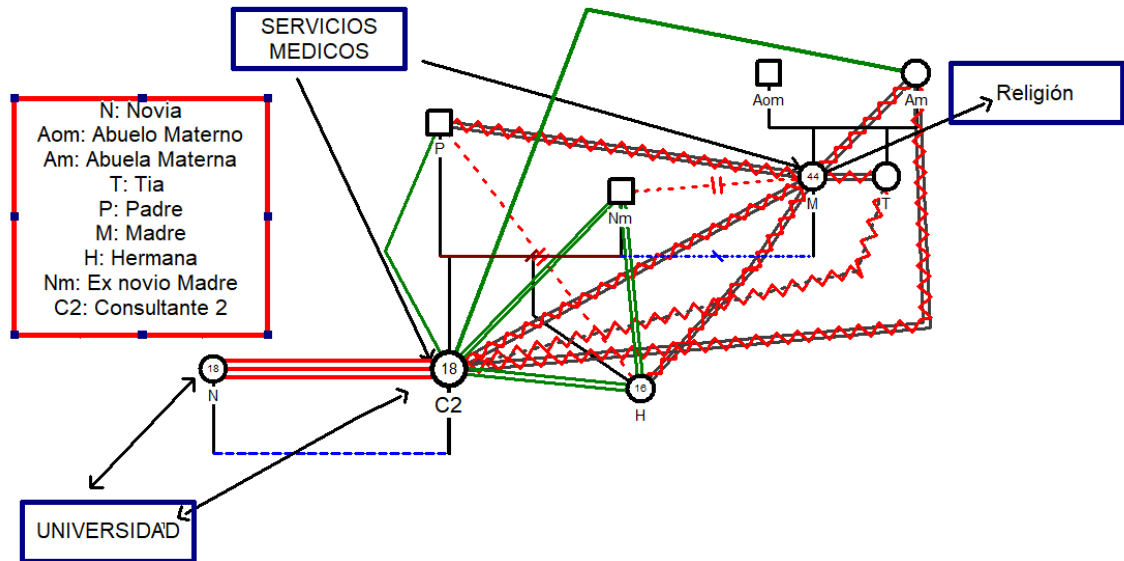 SERVICIOS
MEDICOS
Religión
N: Novia
Aom: Abuelo Materno
Am: Abuela Materna
T: Tia
P: Padre
M: Madre
H: Hermana
Nm: Ex novio Madre
C2: Consultante 2
Aom
Am
P
44
M
T
Nm
18
N
18
C2
16
H
UNIVERSIDAD